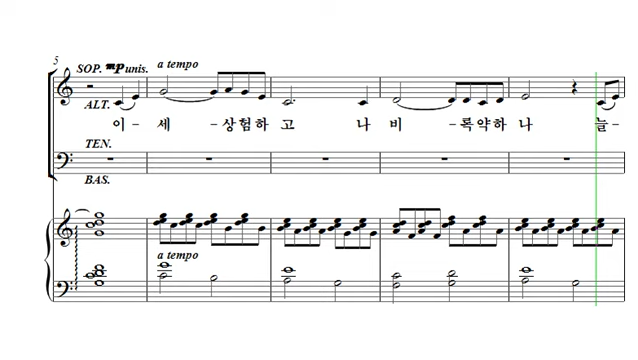 5
SOP. mp unis. a tempo
ALT.
이 - 세 - 상험하 고 나 비 - 록약하 나 늘 -
TEN.
BAS.
a tempo